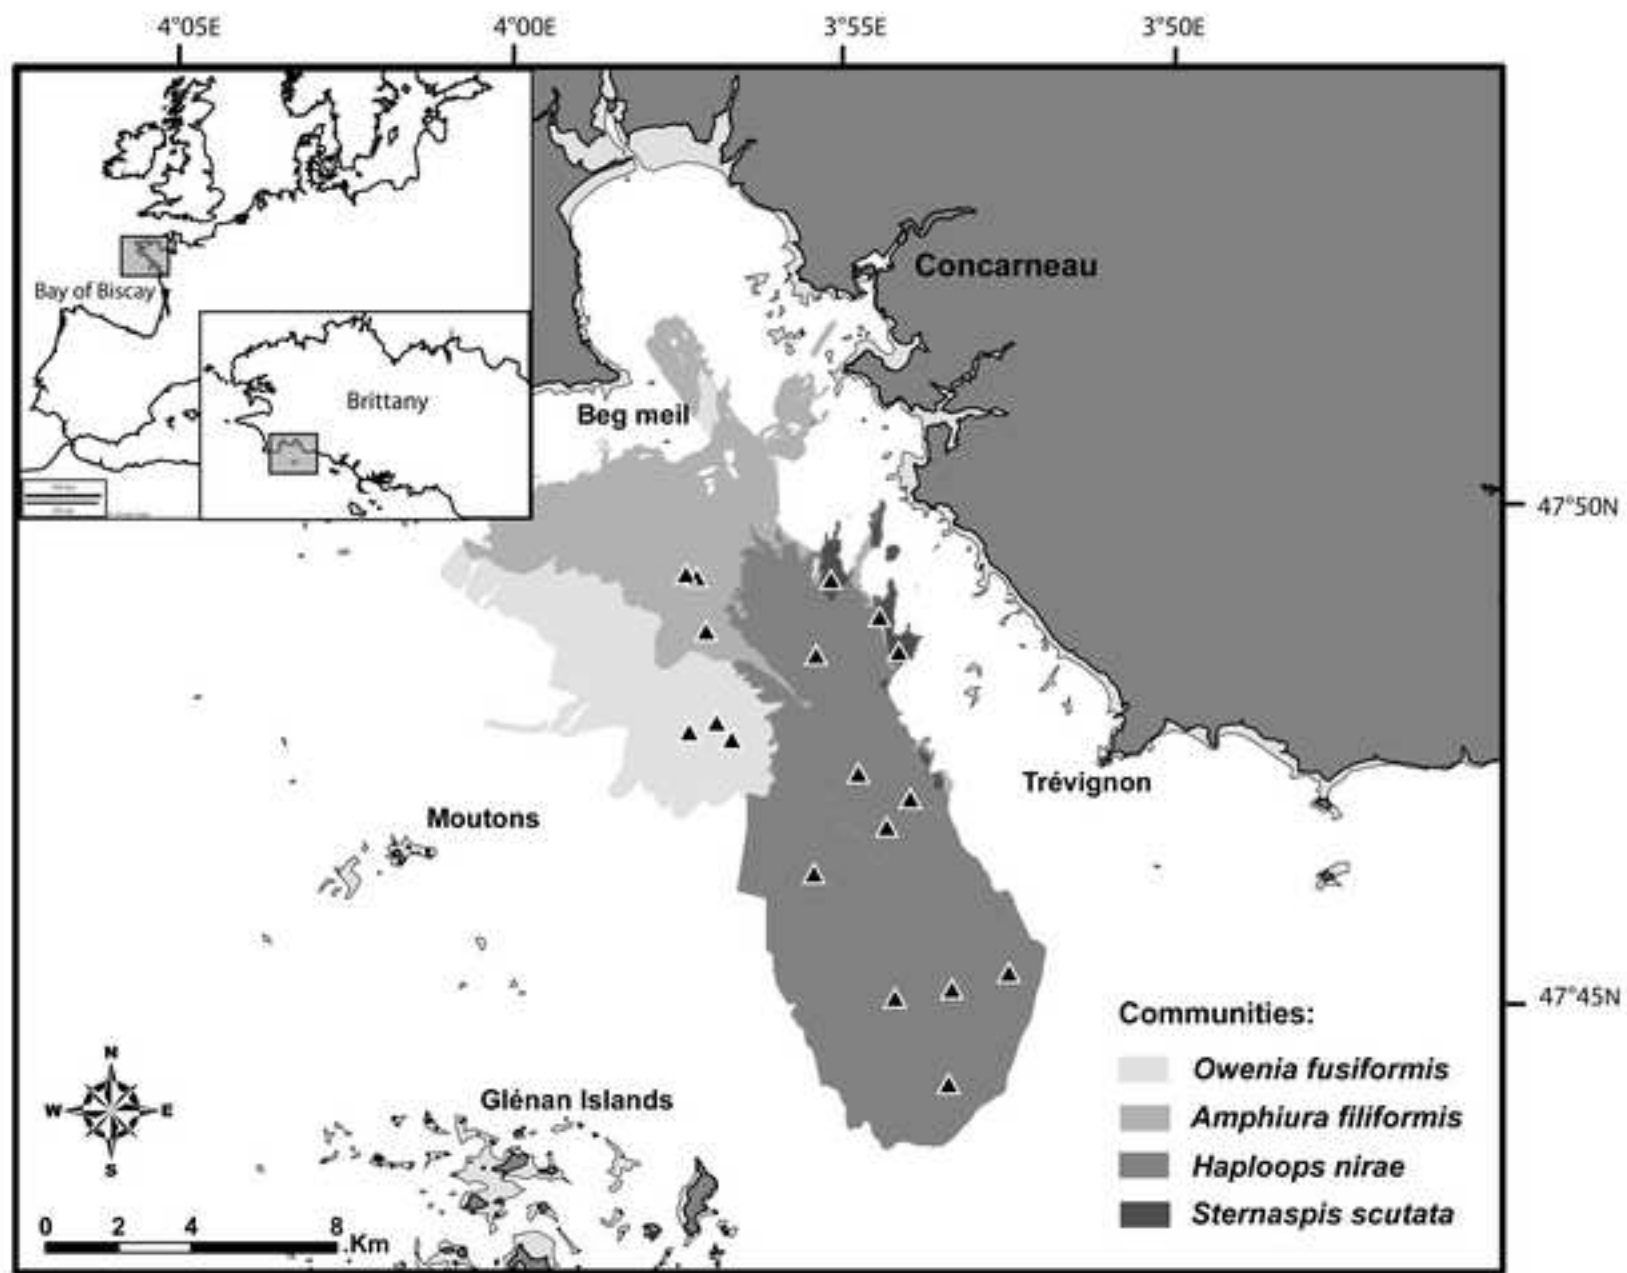 4°05E 4°00E 3°55E 3°50E
Concarneau
Bay of Biscay
Brittany
Beg meil
47°50N
Trévignon
Moutons
47°45N
Communities:
Owenia fusiformis
Amphiura filiformis
Haploops nirae
Sternaspis scutata
Glénan Islands
N
W E
S
0 2 4 8
Km